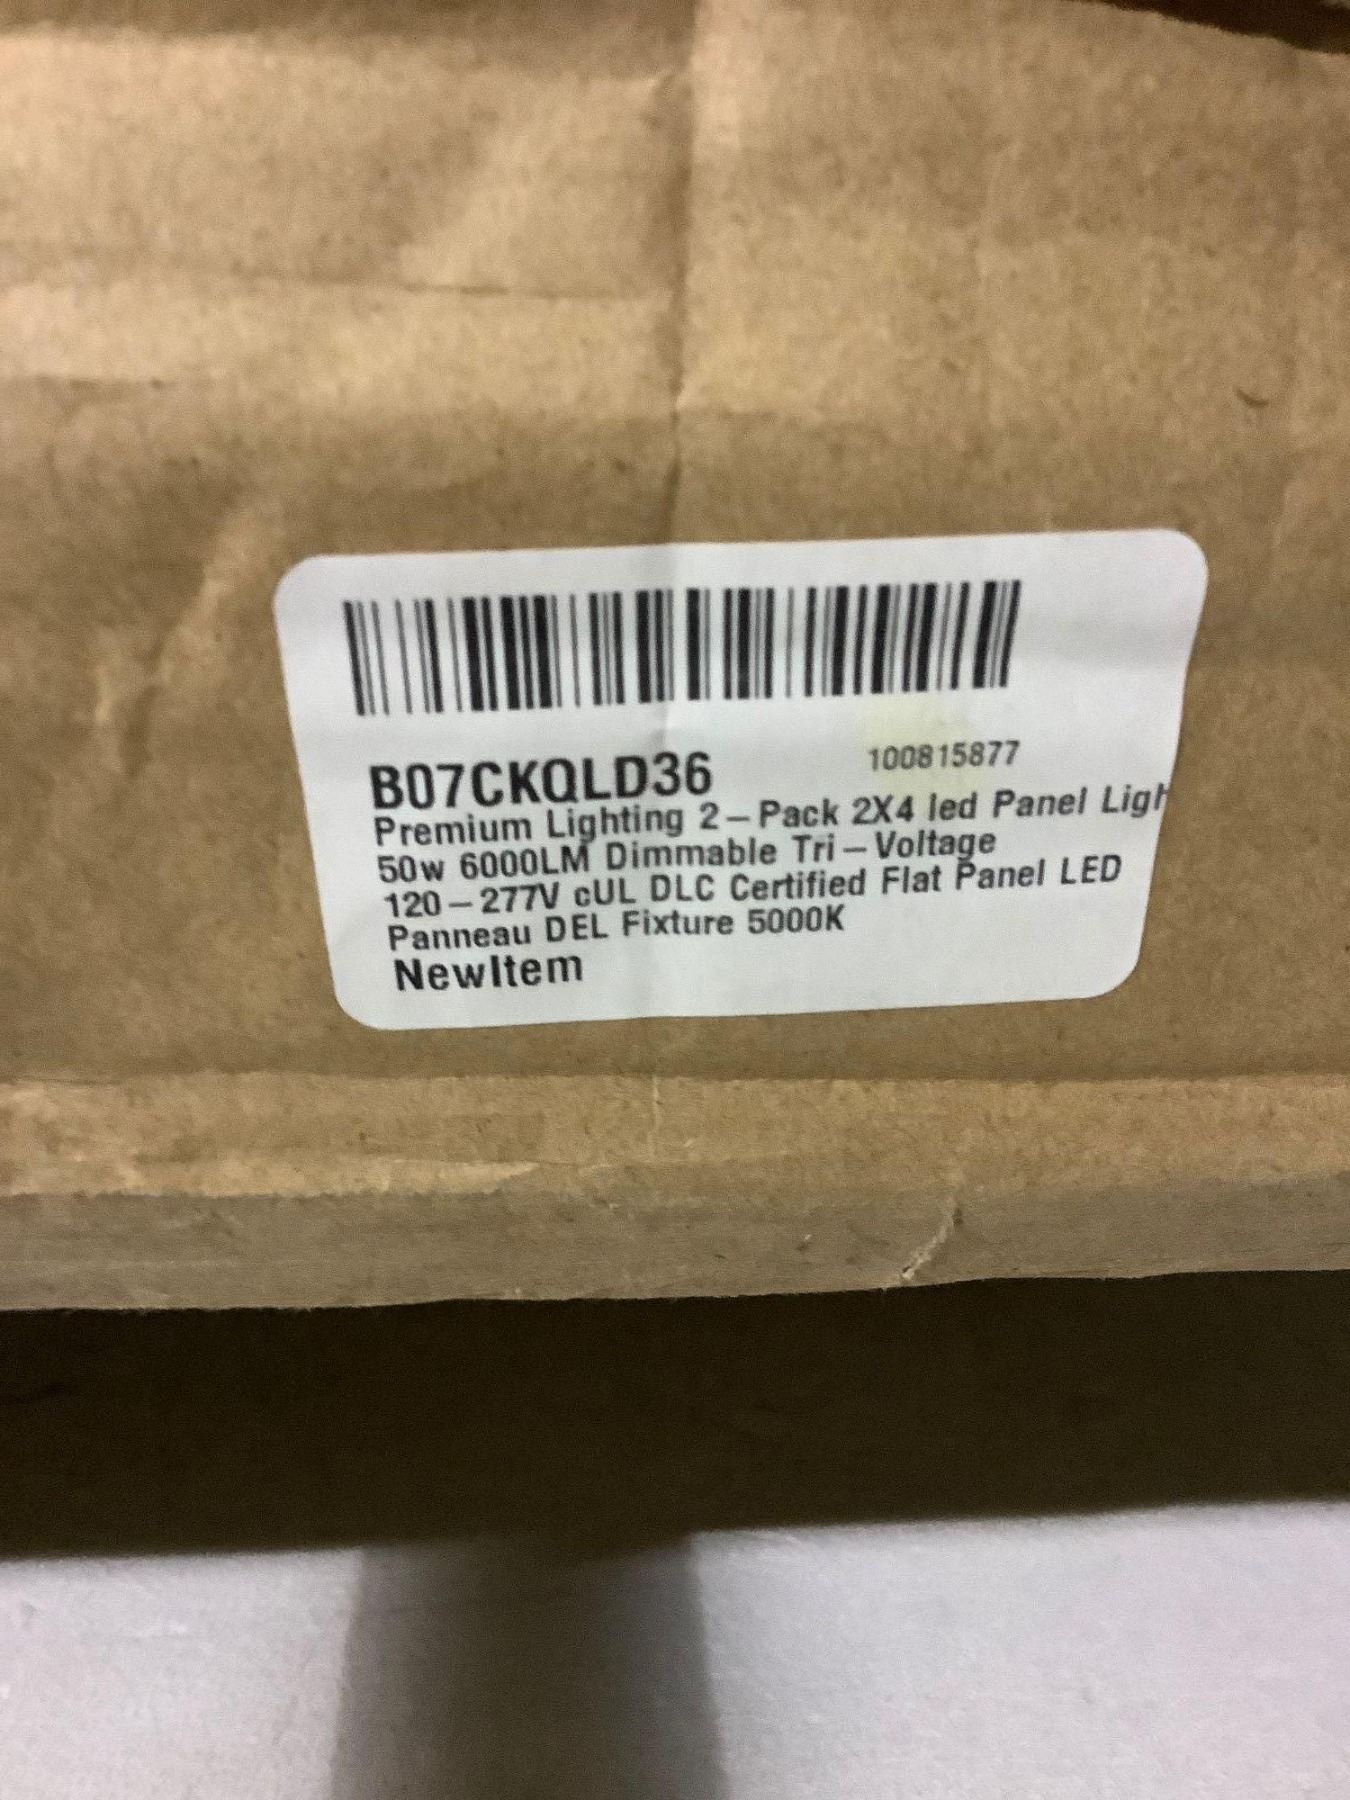 B07CKQLD36 100815877
Premium Lighting 2-Pack 2X4 led Panel Ligh
50w 6000LM Dimmable Tri-Voltage
120-277V cUL DLC Certified Flat Panel LED
Panneau DEL Fixture 5000K
NewItem